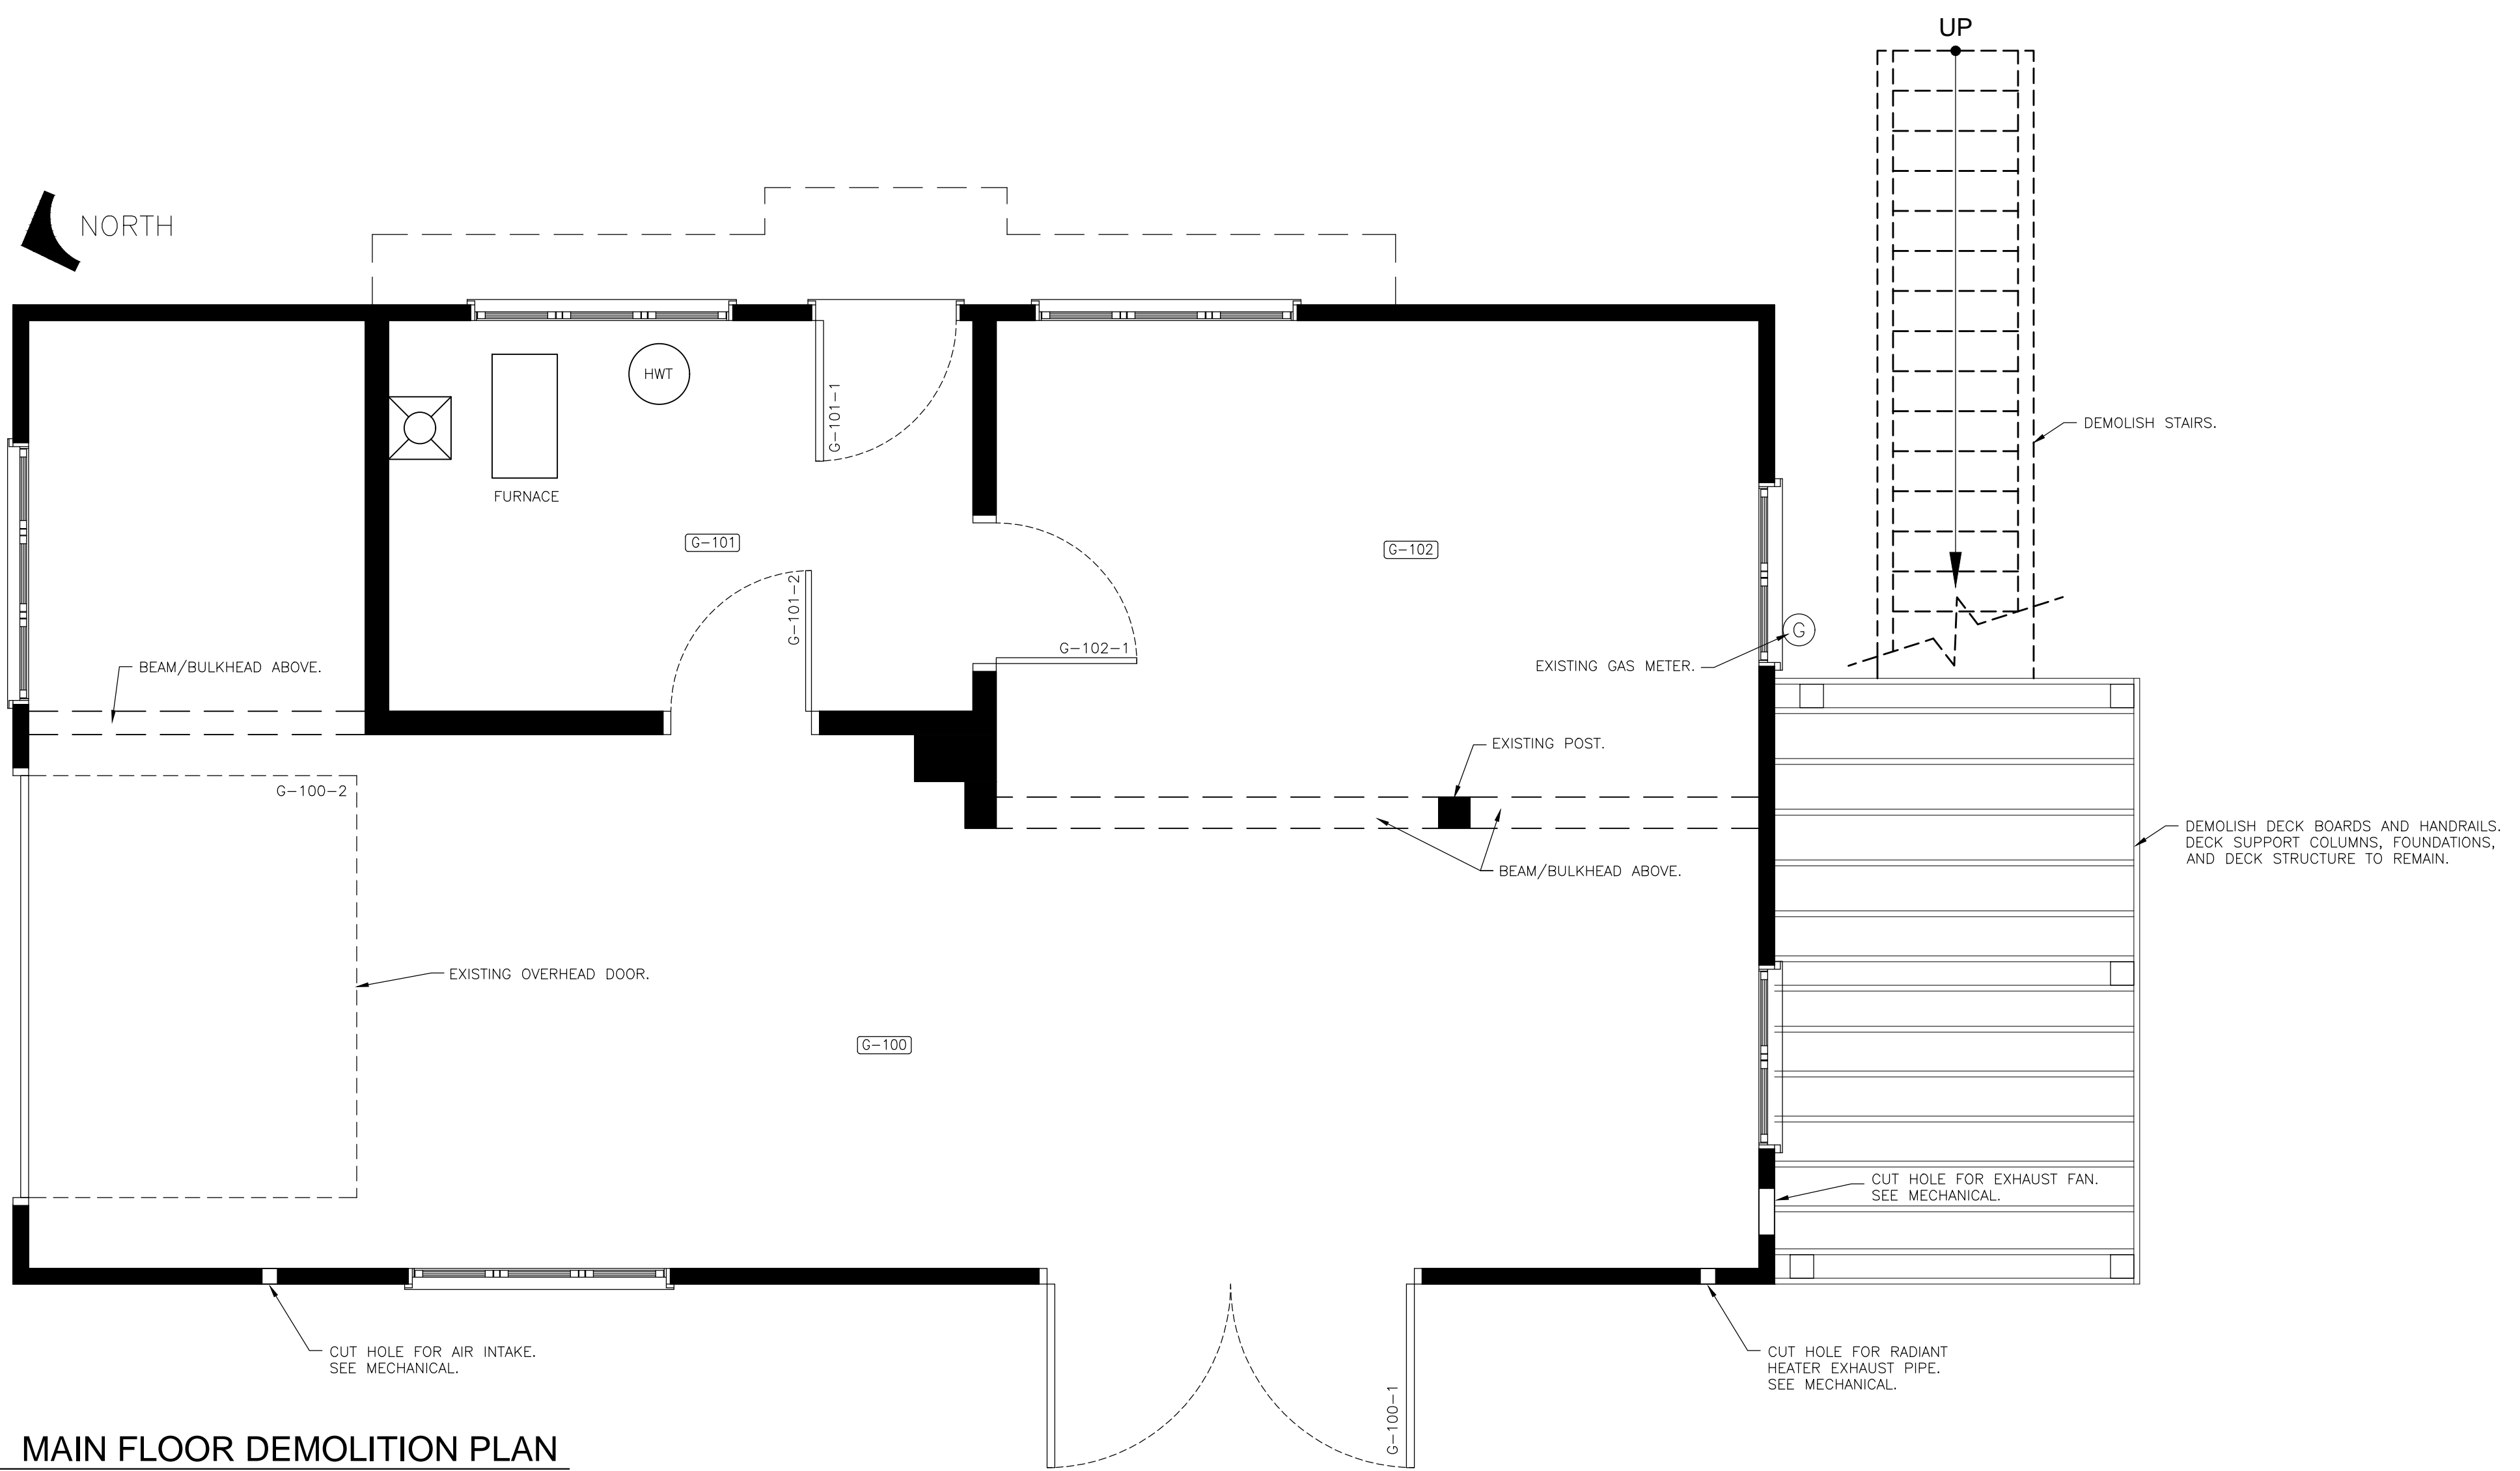 UP
NORTH
HWT
G-101-1
DEMOLISH STAIRS.
FURNACE
G-101
G-102
G-101-2
G
G-102-1
BEAM/BULKHEAD ABOVE.
EXISTING GAS METER.
EXISTING POST.
G-100-2
DEMOLISH DECK BOARDS AND HANDRAILS.
DECK SUPPORT COLUMNS, FOUNDATIONS,
AND DECK STRUCTURE TO REMAIN.
BEAM/BULKHEAD ABOVE.
EXISTING OVERHEAD DOOR.
G-100
CUT HOLE FOR EXHAUST FAN.
SEE MECHANICAL.
CUT HOLE FOR AIR INTAKE.
SEE MECHANICAL.
CUT HOLE FOR RADIANT
HEATER EXHAUST PIPE.
SEE MECHANICAL.
G-100-1
MAIN FLOOR DEMOLITION PLAN